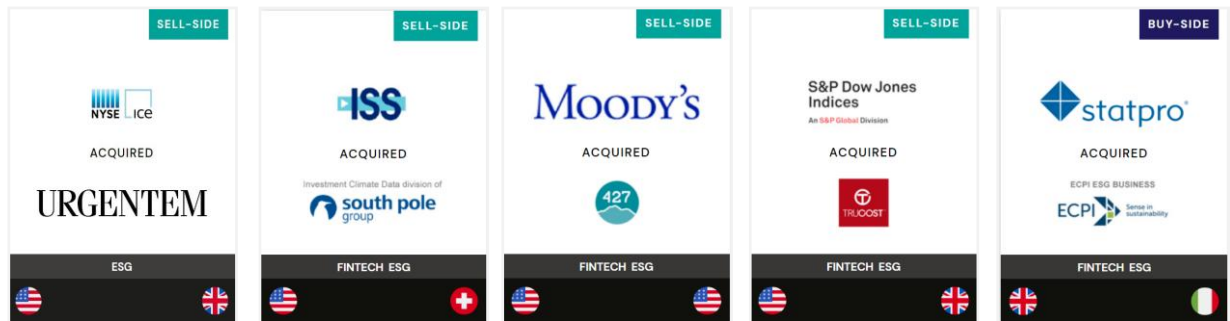 SELL-SIDE
NYSE ice
ACQUIRED
URGENTEM
ESG
SELL-SIDE
ISS
ACQUIRED
Investment Climate Data division of
south pole
group
FINTECH ESG
SELL-SIDE
MOODY'S
ACQUIRED
427
FINTECH ESG
SELL-SIDE
S&P Dow Jones
Indices
An S&P Global Division
ACQUIRED
TRUCOST
FINTECH ESG
BUY-SIDE
statpro®
ACQUIRED
ECPI ESG BUSINESS
ECPI Sense in
sustainability
FINTECH ESG